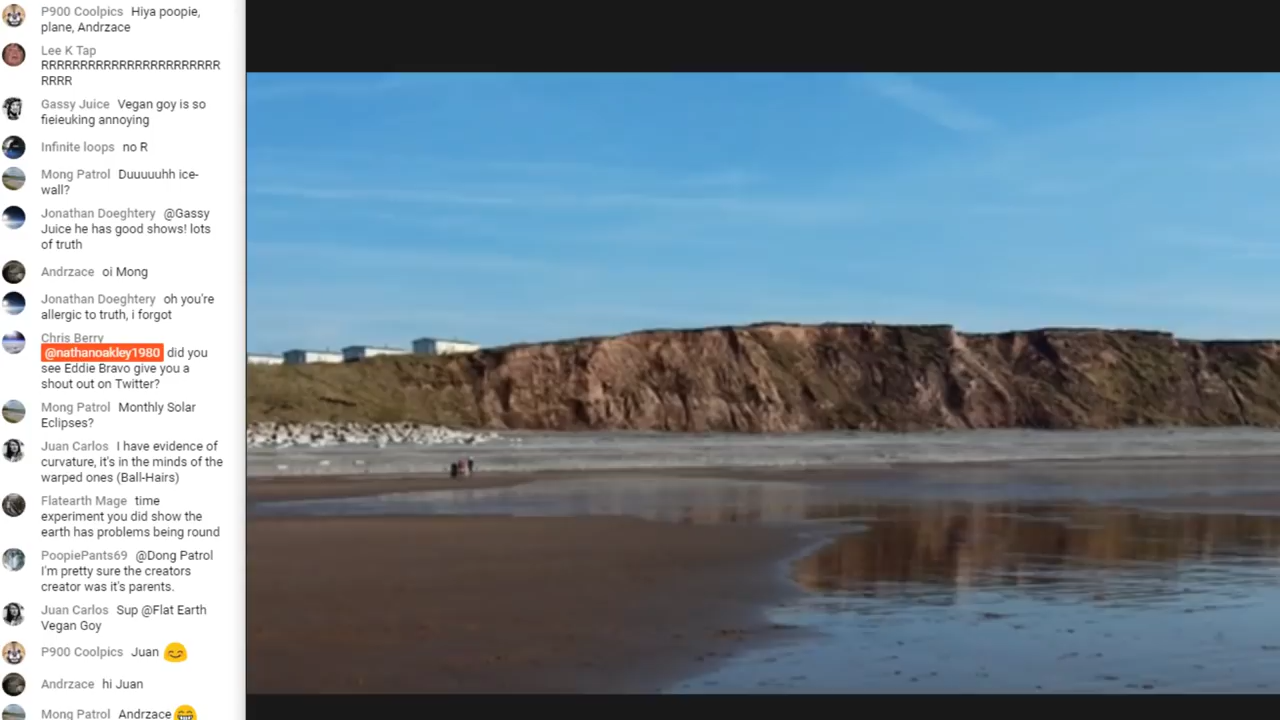 P900 Coolpics Hiya poopie,
plane, Andrzace
Lee K Tap
RRRRRRRRRRRRRRRRRRRRRRR
RRRR
Gassy Juice Vegan goy is so
fieieuking annoying
Infinite loops no R
Mong Patrol Duuuuuhh ice-
wall?
Jonathan Doeghtery @Gassy
Juice he has good shows! lots
of truth
Andrzace oi Mong
Jonathan Doeghtery oh you're
allergic to truth, i forgot
Chris Berry
@nathanoakley1980 did you
see Eddie Bravo give you a
shout out on Twitter?
Mong Patrol Monthly Solar
Eclipses?
Juan Carlos I have evidence of
curvature, it's in the minds of the
warped ones (Ball-Hairs)
Flatearth Mage time
experiment you did show the
earth has problems being round
PoopiePants69 @Dong Patrol
I'm pretty sure the creators
creator was it's parents.
Juan Carlos Sup @Flat Earth
Vegan Goy
P900 Coolpics Juan 😊
Andrzace hi Juan
Mong Patrol Andrzace 😁